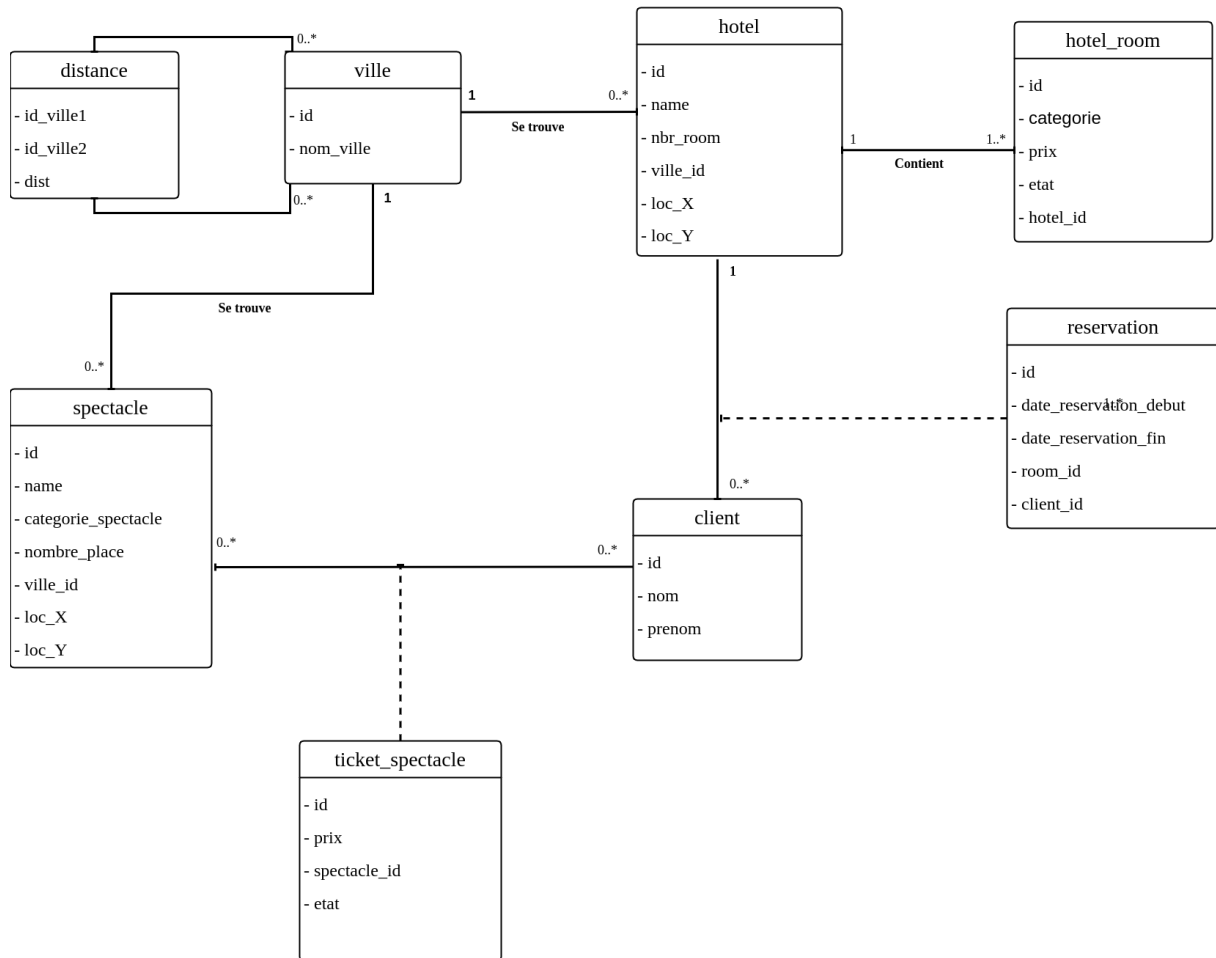 0..*
distance
- id_ville1
- id_ville2
- dist
ville
- id
- nom_ville
0..*
1
1
Se trouve
0..*
hotel
- id
- name
- nbr_room
- ville_id
- loc_X
- loc_Y
1
Contient
1..*
hotel_room
- id
- categorie
- prix
- etat
- hotel_id
Se trouve
0..*
1
0..*
reservation
- id
- date_reservation_debut
1..*
- date_reservation_fin
- room_id
- client_id
spectacle
- id
- name
- categorie_spectacle
- nombre_place
- ville_id
- loc_X
- loc_Y
0..*
0..*
client
- id
- nom
- prenom
ticket_spectacle
- id
- prix
- spectacle_id
- etat